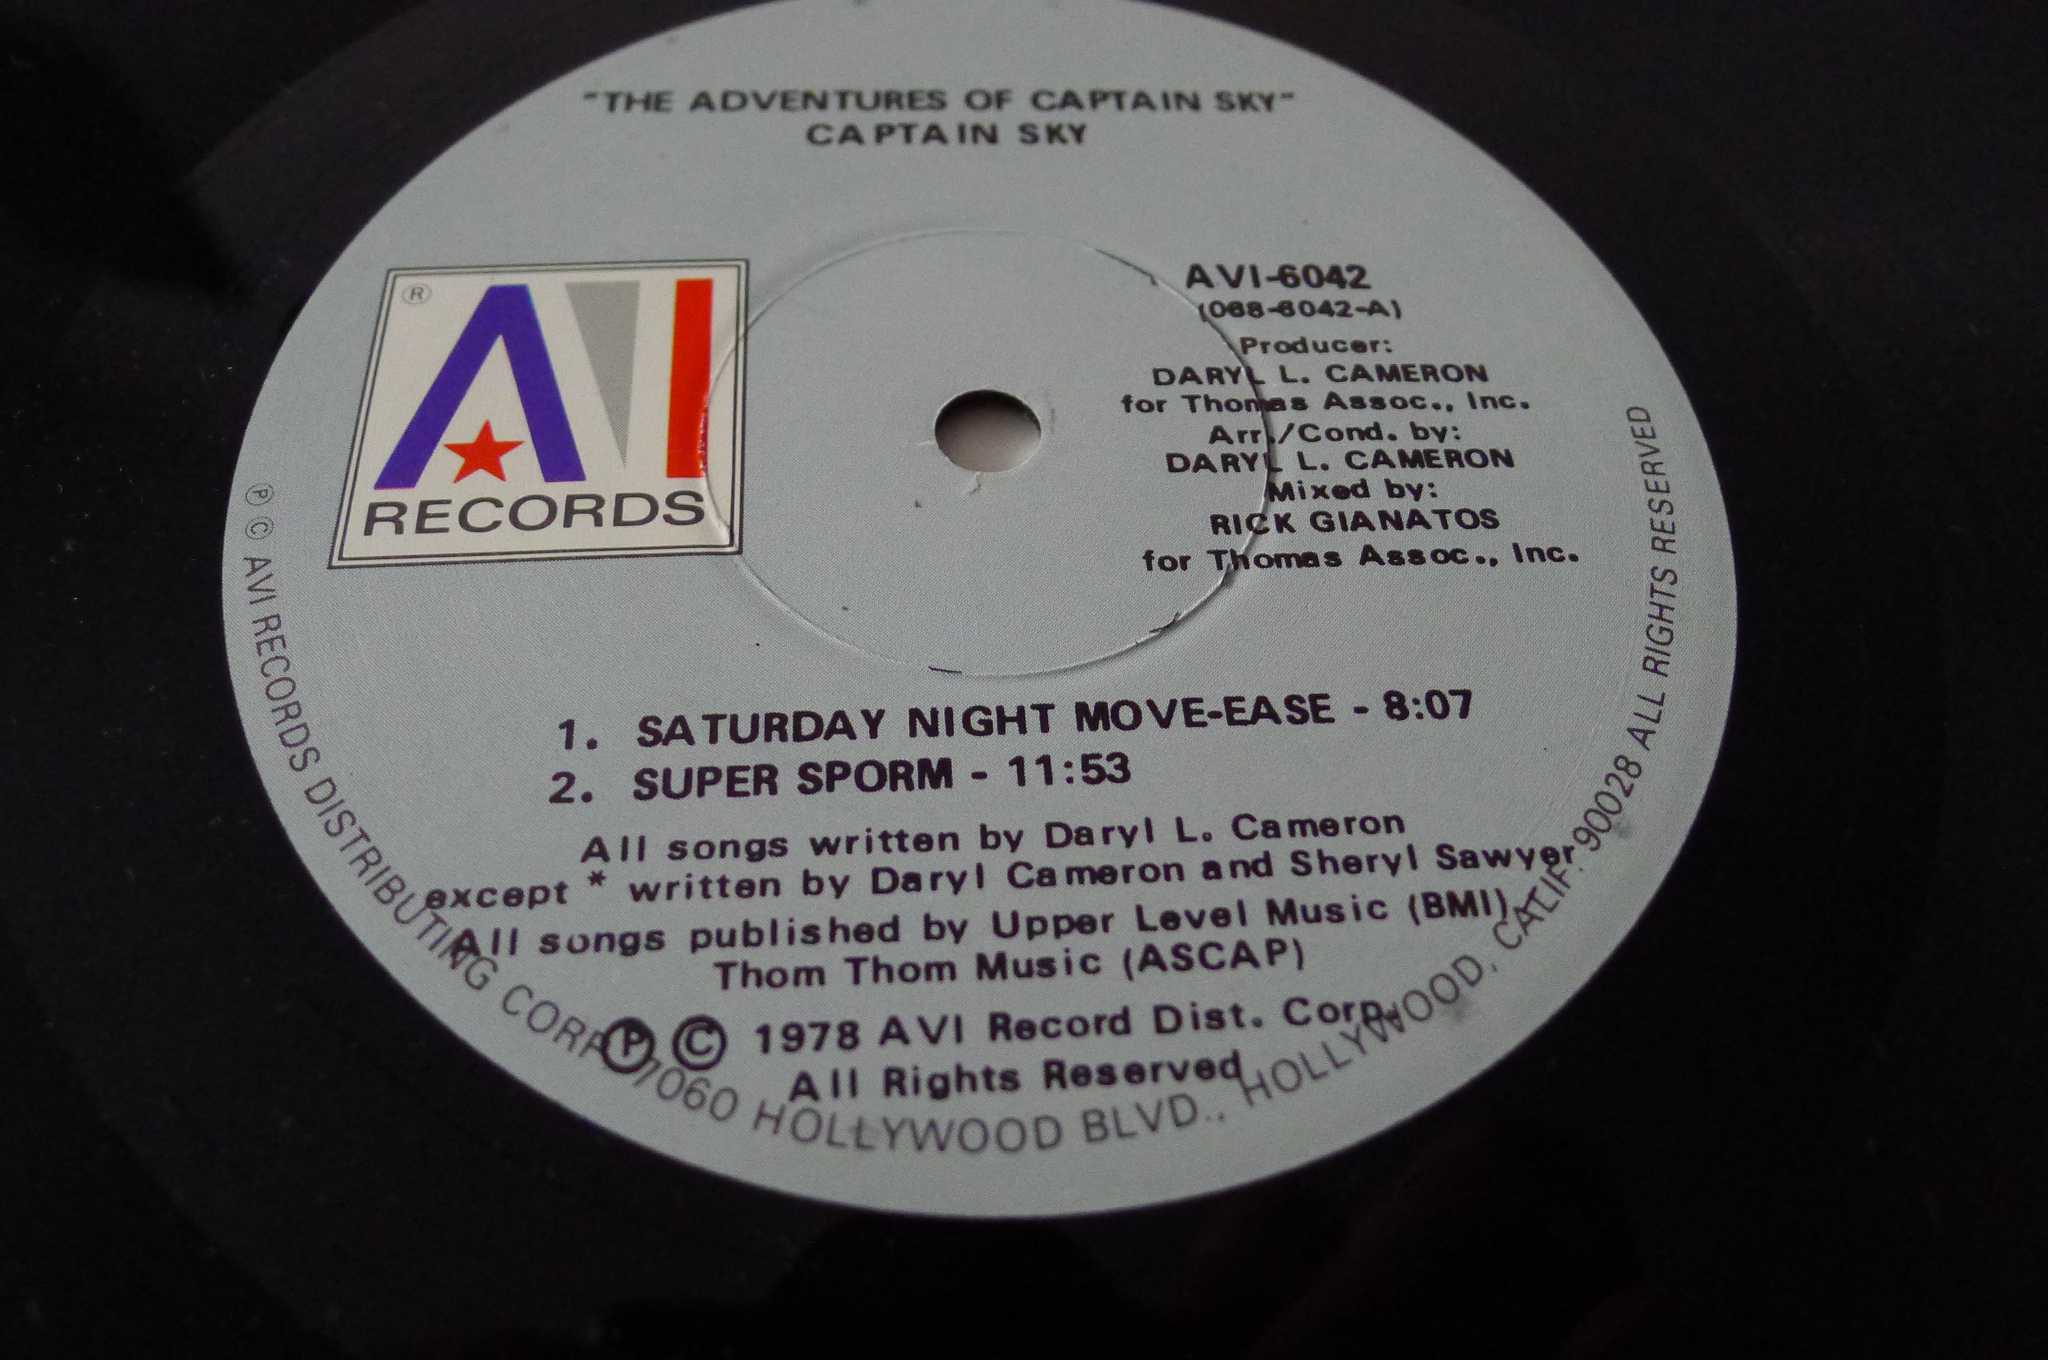 "THE ADVENTURES OF CAPTAIN SKY"
CAPTAIN SKY
®
AVI
RECORDS
AVI-6042
(068-6042-A)
Producer:
DARYL L. CAMERON
for Thomas Assoc., Inc.
Arr./Cond. by:
DARYL L. CAMERON
Mixed by:
RICK GIANATOS
for Thomas Assoc., Inc.
1. SATURDAY NIGHT MOVE-EASE - 8:07
2. SUPER SPORM - 11:53
All songs written by Daryl L. Cameron
except * written by Daryl Cameron and Sheryl Sawyer
All songs published by Upper Level Music (BMI),
Thom Thom Music (ASCAP)
Ⓟ © 1978 AVI Record Dist. Corp.
All Rights Reserved
Ⓟ © AVI RECORDS DISTRIBUTING CORP. 7060 HOLLYWOOD BLVD., HOLLYWOOD, CALIF. 90028 ALL RIGHTS RESERVED